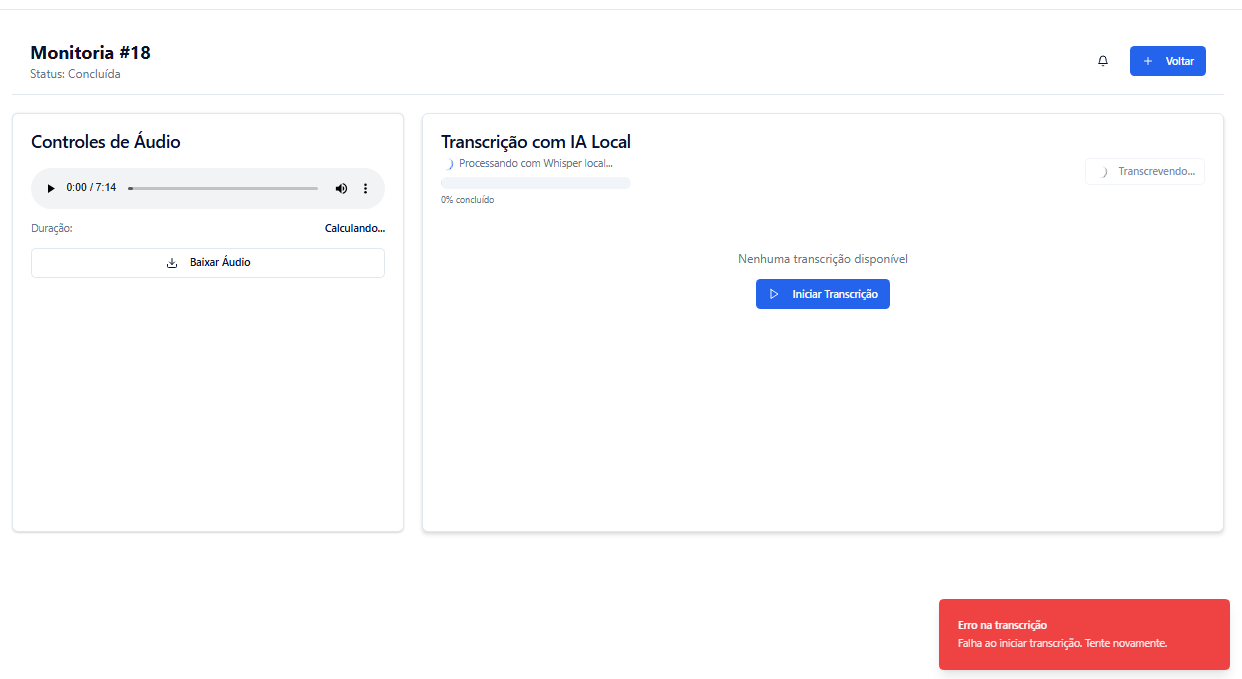 Monitoria #18
Status: Concluída
Voltar
Controles de Áudio
0:00 / 7:14
Duração:
Calculando...
Baixar Áudio
Transcrição com IA Local
Processando com Whisper local...
0% concluído
Transcrevendo...
Nenhuma transcrição disponível
Iniciar Transcrição
Erro na transcrição
Falha ao iniciar transcrição. Tente novamente.